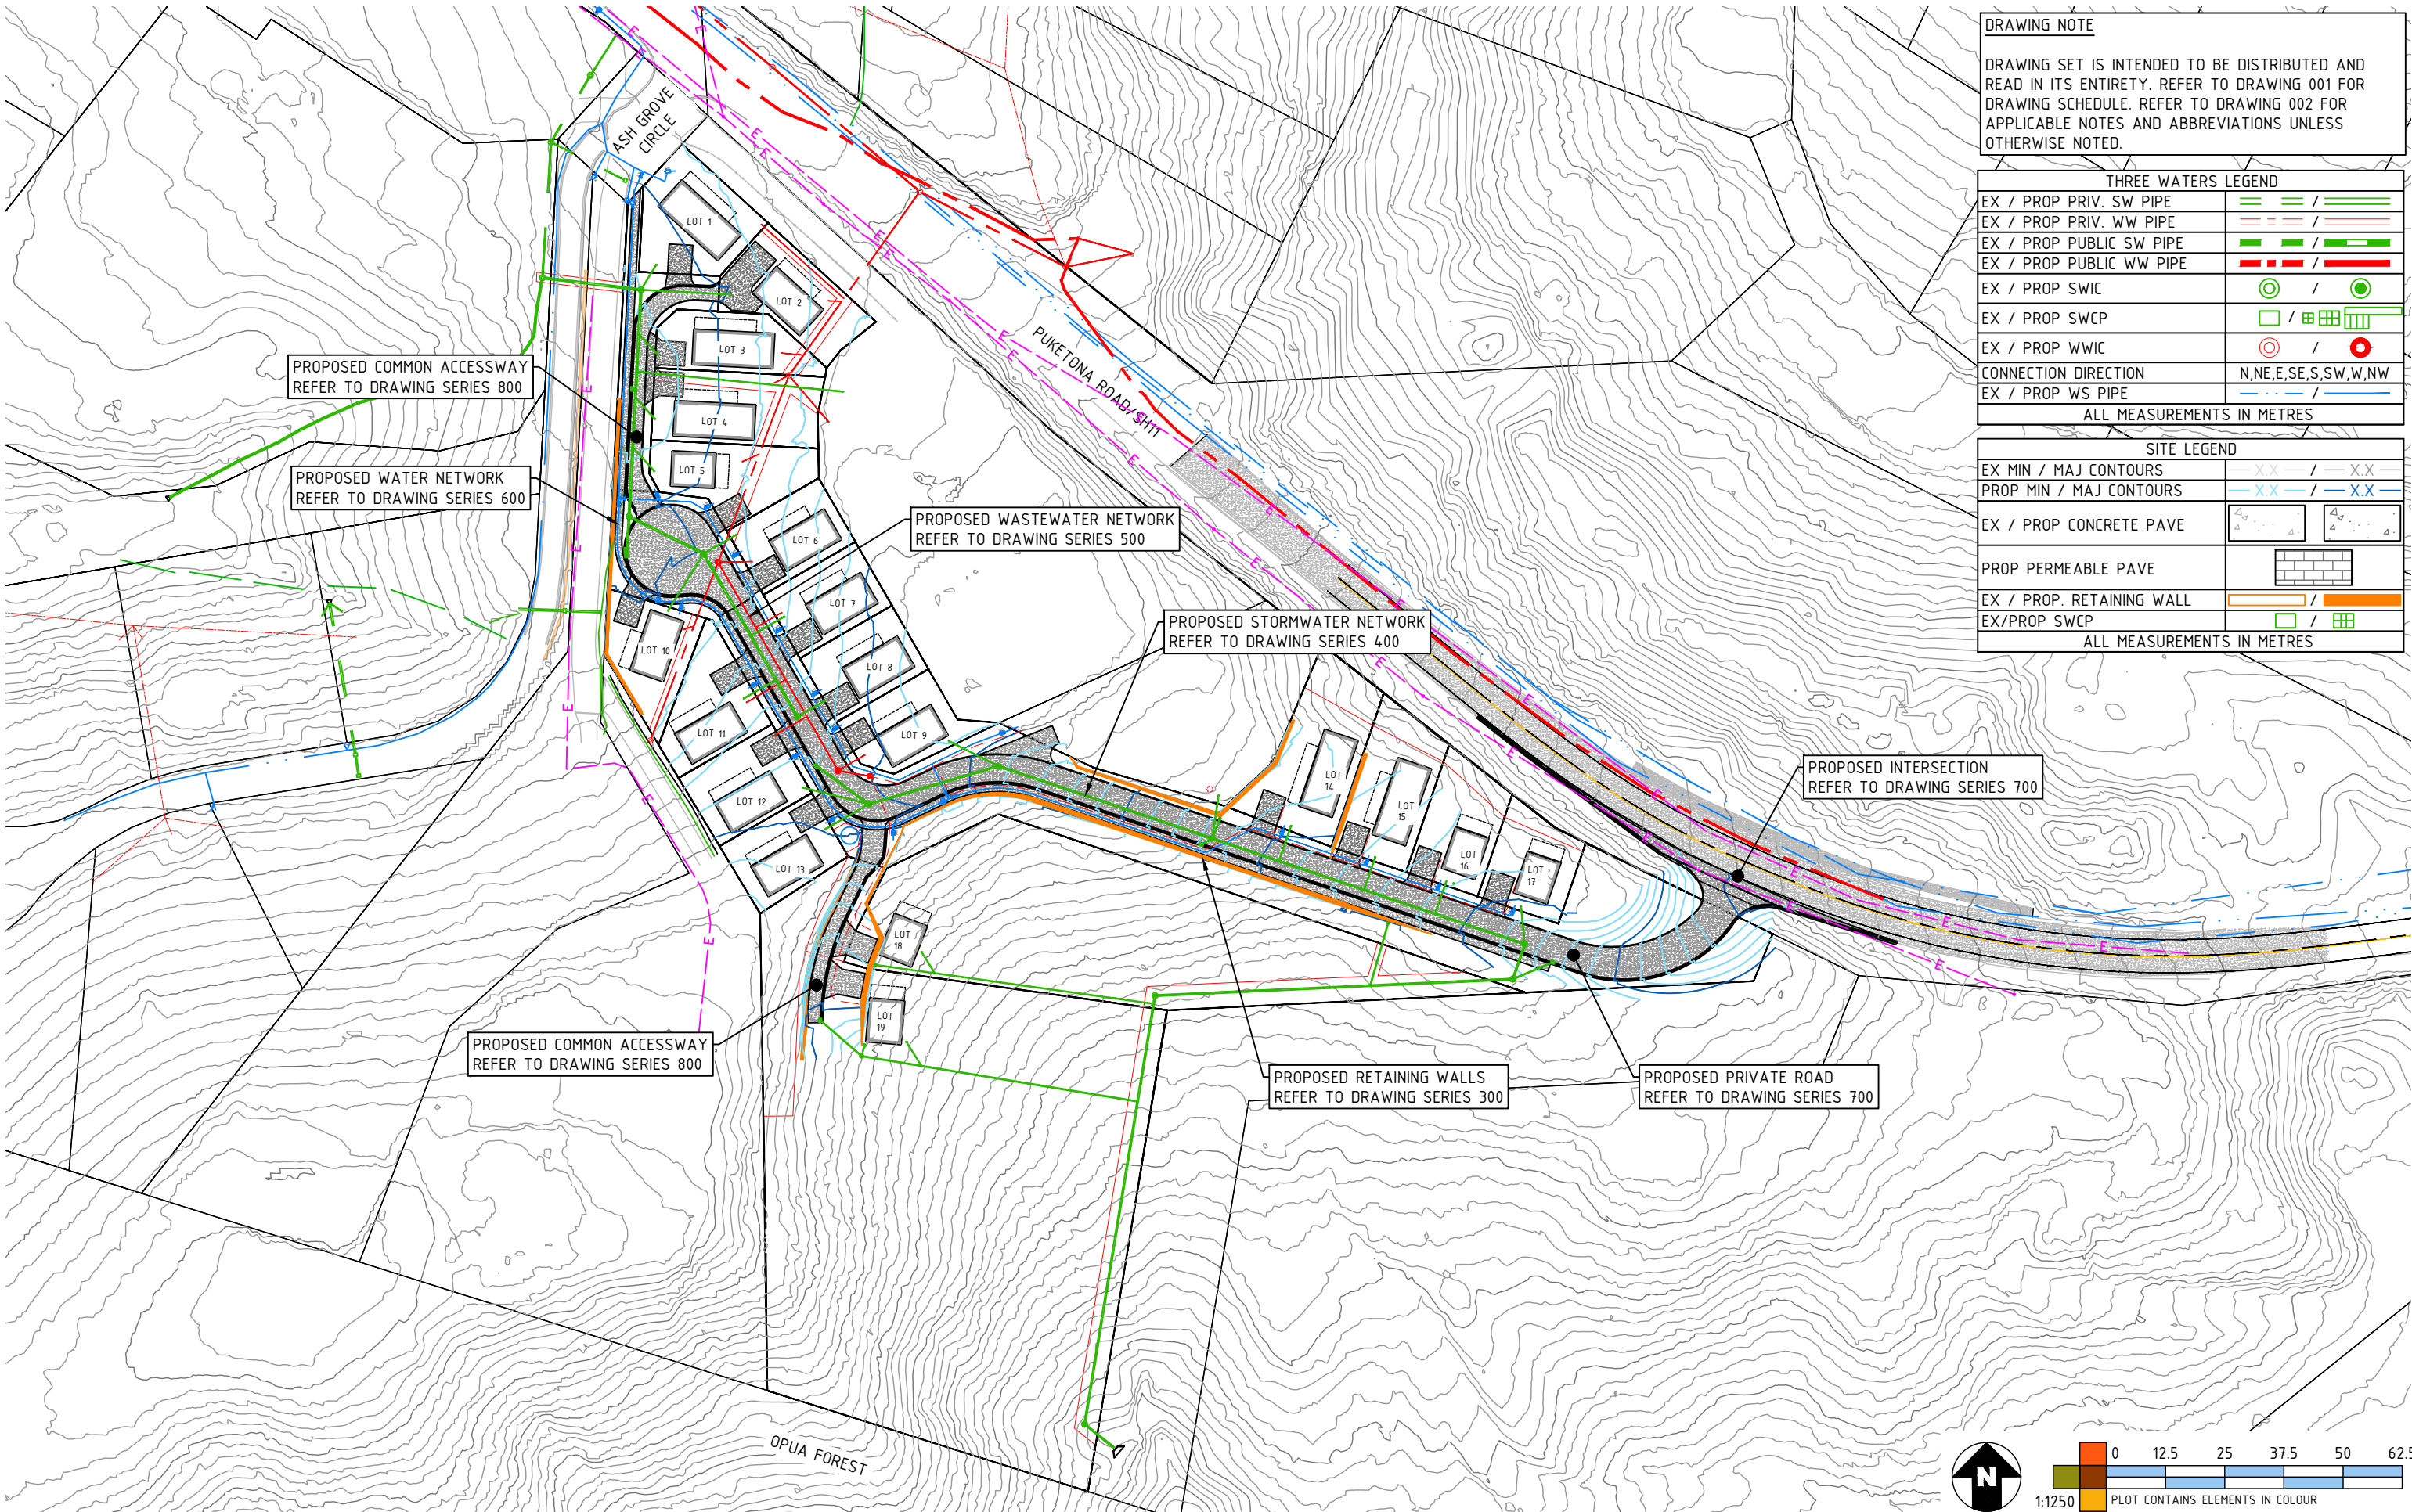 DRAWING NOTE
DRAWING SET IS INTENDED TO BE DISTRIBUTED AND
READ IN ITS ENTIRETY. REFER TO DRAWING 001 FOR
DRAWING SCHEDULE. REFER TO DRAWING 002 FOR
APPLICABLE NOTES AND ABBREVIATIONS UNLESS
OTHERWISE NOTED.
THREE WATERS LEGEND
EX / PROP PRIV. SW PIPE /
EX / PROP PRIV. WW PIPE /
EX / PROP PUBLIC SW PIPE /
EX / PROP PUBLIC WW PIPE /
EX / PROP SWIC /
EX / PROP SWCP /
EX / PROP WWIC /
CONNECTION DIRECTION N,NE,E,SE,S,SW,W,NW
EX / PROP WS PIPE /
ALL MEASUREMENTS IN METRES
SITE LEGEND
EX MIN / MAJ CONTOURS X.X / X.X
PROP MIN / MAJ CONTOURS X.X / X.X
EX / PROP CONCRETE PAVE
PROP PERMEABLE PAVE
EX / PROP. RETAINING WALL /
EX/PROP SWCP /
ALL MEASUREMENTS IN METRES
ASH GROVE
CIRCLE
PUKETONA ROAD/SH11
LOT 1
LOT 2
LOT 3
LOT 4
LOT 5
LOT 6
LOT 7
LOT 8
LOT 9
LOT 10
LOT 11
LOT 12
LOT 13
LOT
14
LOT
15
LOT
16
LOT
17
LOT
18
LOT
19
PROPOSED COMMON ACCESSWAY
REFER TO DRAWING SERIES 800
PROPOSED WATER NETWORK
REFER TO DRAWING SERIES 600
PROPOSED WASTEWATER NETWORK
REFER TO DRAWING SERIES 500
PROPOSED STORMWATER NETWORK
REFER TO DRAWING SERIES 400
PROPOSED INTERSECTION
REFER TO DRAWING SERIES 700
PROPOSED COMMON ACCESSWAY
REFER TO DRAWING SERIES 800
PROPOSED RETAINING WALLS
REFER TO DRAWING SERIES 300
PROPOSED PRIVATE ROAD
REFER TO DRAWING SERIES 700
OPUA FOREST
N
0 12.5 25 37.5 50 62.5
1:1250 PLOT CONTAINS ELEMENTS IN COLOUR